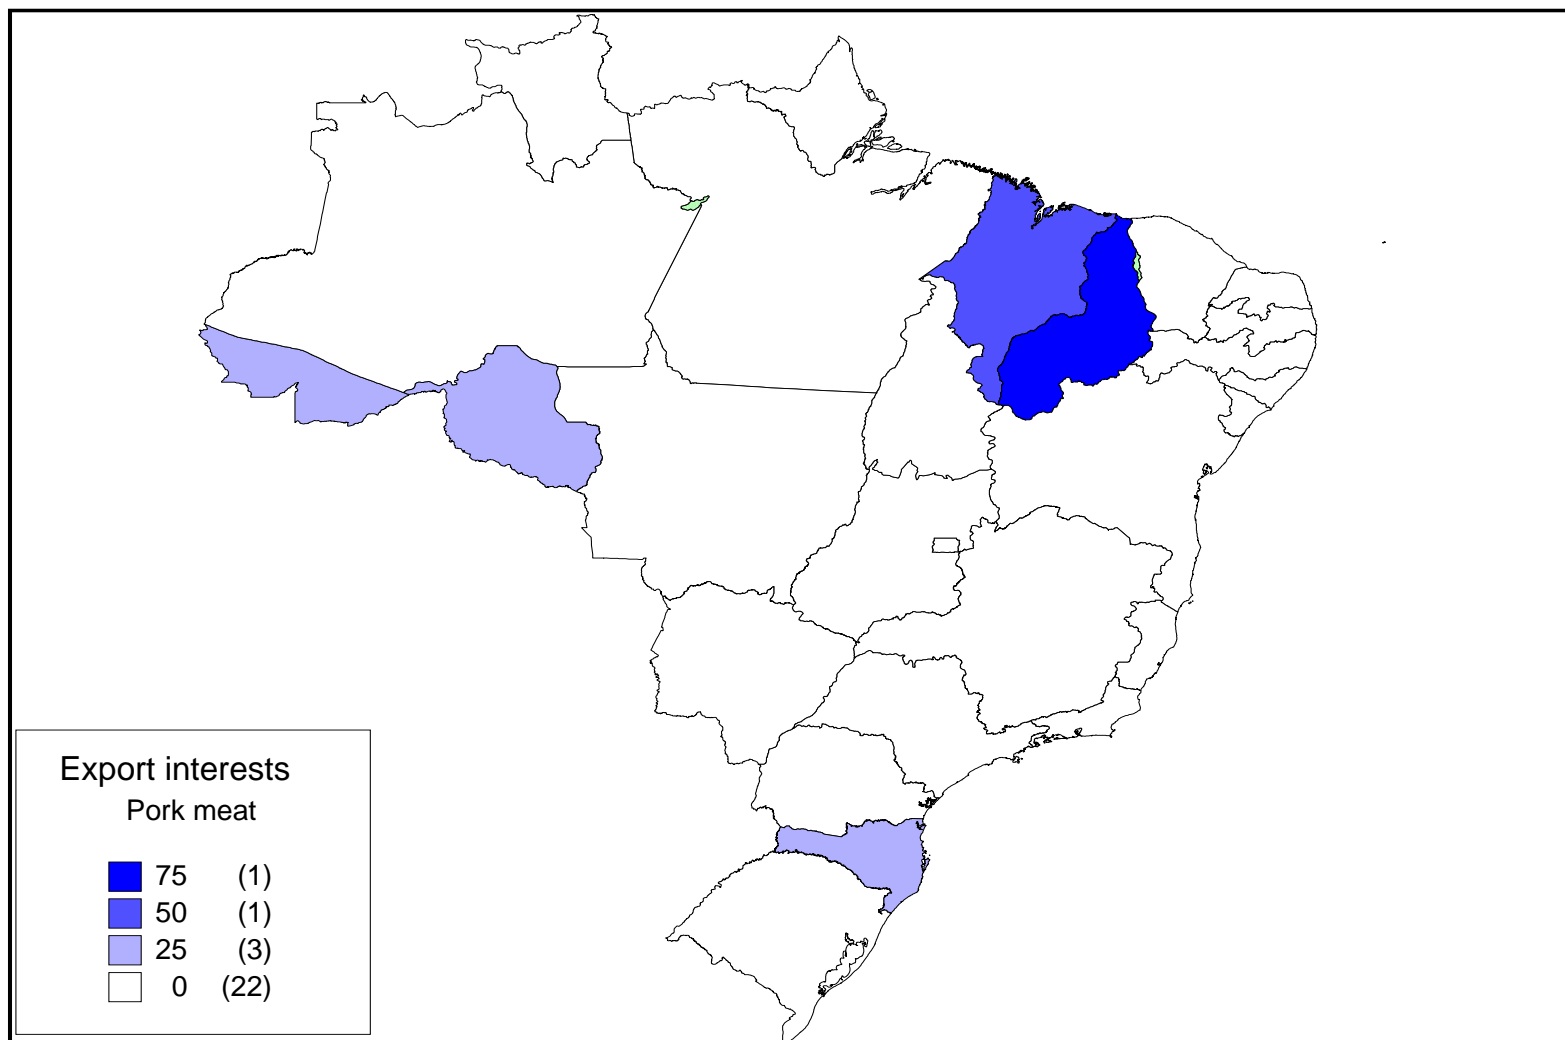 Export interests
Pork meat
75 (1)
50 (1)
25 (3)
0 (22)